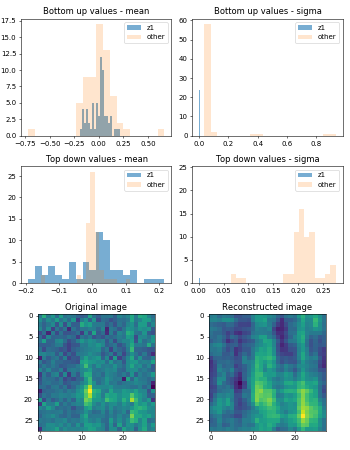 Bottom up values - mean
Bottom up values - sigma
z1
other
z1
other
17.5
15.0
12.5
10.0
7.5
5.0
2.5
0.0
60
50
40
30
20
10
0
−0.75 −0.50 −0.25 0.00 0.25 0.50
0.0 0.2 0.4 0.6 0.8
Top down values - mean
Top down values - sigma
z1
other
z1
other
25
20
15
10
5
0
25
20
15
10
5
0
−0.2 −0.1 0.0 0.1 0.2
0.00 0.05 0.10 0.15 0.20 0.25
Original image
Reconstructed image
0
5
10
15
20
25
0
5
10
15
20
25
0 10 20
0 10 20